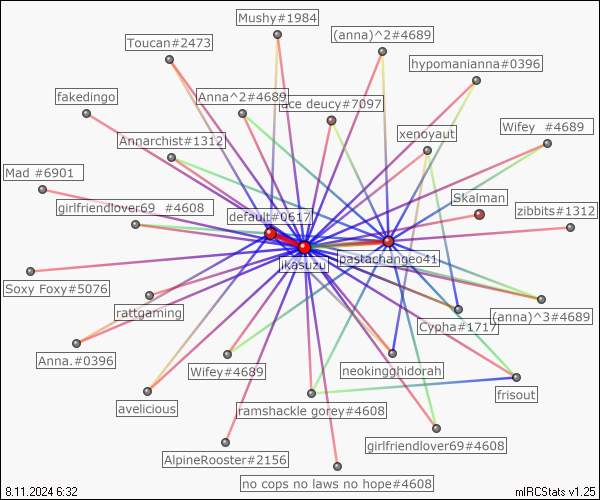 Mushy#1984
(anna)^2#4689
Toucan#2473
hypomanianna#0396
fakedingo
Anna^2#4689
ace deucy#7097
Annarchist#1312
xenoyaut
Wifey #4689
Mad #6901
Skalman
girlfriendlover69 #4608
default#0617
zibbits#1312
ikasuzu
pastachangeo41
Soxy Foxy#5076
rattgaming
Cypha#1717
(anna)^3#4689
Anna.#0396
Wifey#4689
neokingghidorah
frisout
avelicious
ramshackle gorey#4608
girlfriendlover69#4608
AlpineRooster#2156
no cops no laws no hope#4608
8.11.2024 6:32
mIRCStats v1.25